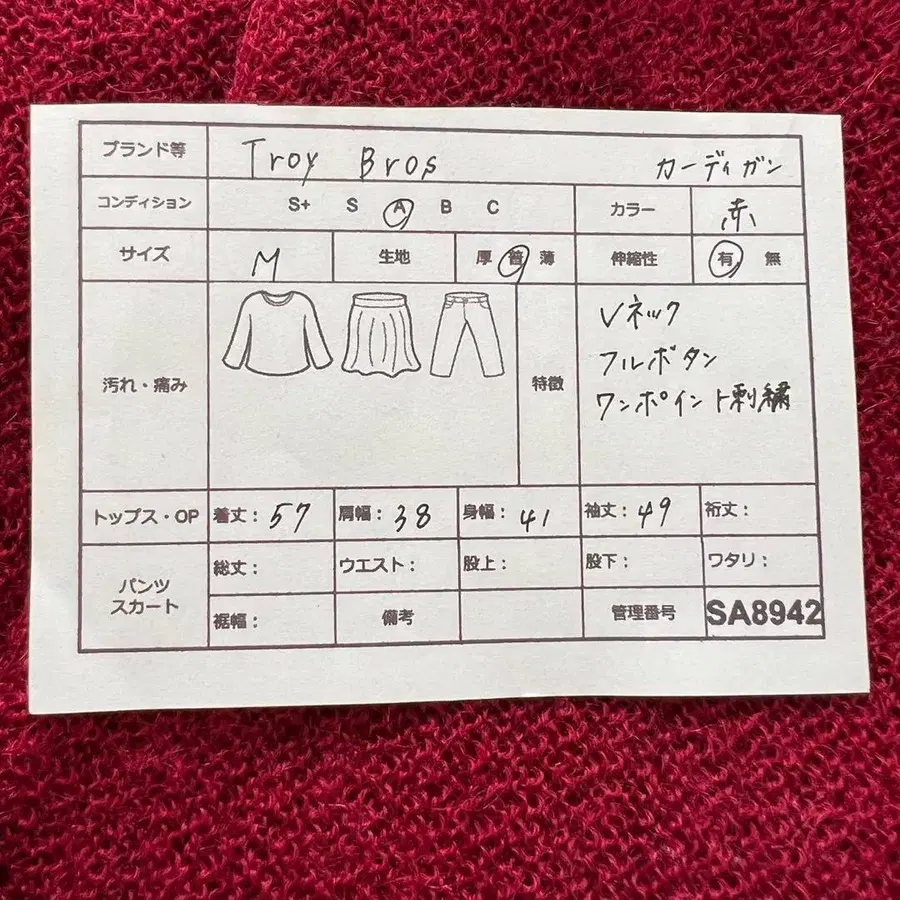 ブランド等 Troy Bros カーディガン
コンディション S+ S A B C カラー 赤
サイズ M 生地 厚 普 薄 伸縮性 有 無
汚れ・痛み 特徴 Vネック
フルボタン
ワンポイント刺繍
トップス・OP 着丈: 57 肩幅: 38 身幅: 41 袖丈: 49 裄丈:
パンツ
スカート
総丈: ウエスト: 股上: 股下: ワタリ:
裾幅: 備考 管理番号 SA8942